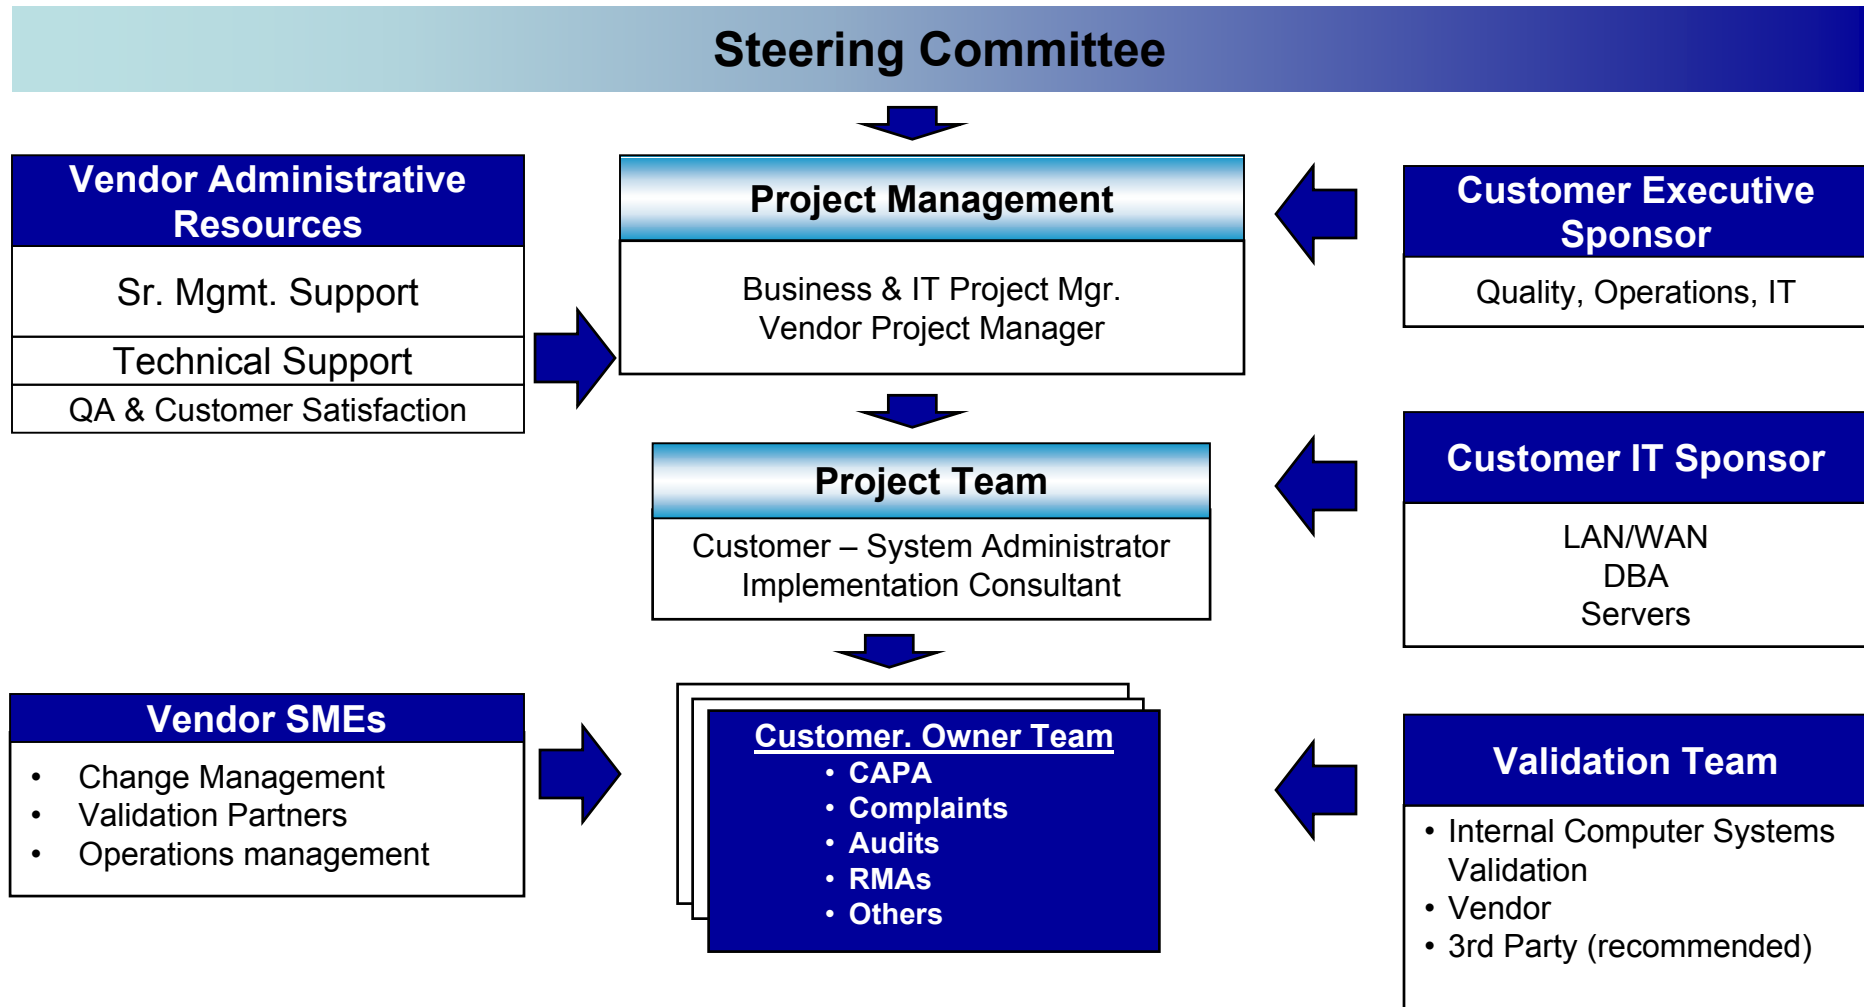 Steering Committee
Vendor Administrative
Resources
Sr. Mgmt. Support
Technical Support
QA & Customer Satisfaction
Project Management
Business & IT Project Mgr.
Vendor Project Manager
Customer Executive
Sponsor
Quality, Operations, IT
Project Team
Customer – System Administrator
Implementation Consultant
Customer IT Sponsor
LAN/WAN
DBA
Servers
Vendor SMEs
• Change Management
• Validation Partners
• Operations management
Customer. Owner Team
• CAPA
• Complaints
• Audits
• RMAs
• Others
Validation Team
• Internal Computer Systems
Validation
• Vendor
• 3rd Party (recommended)